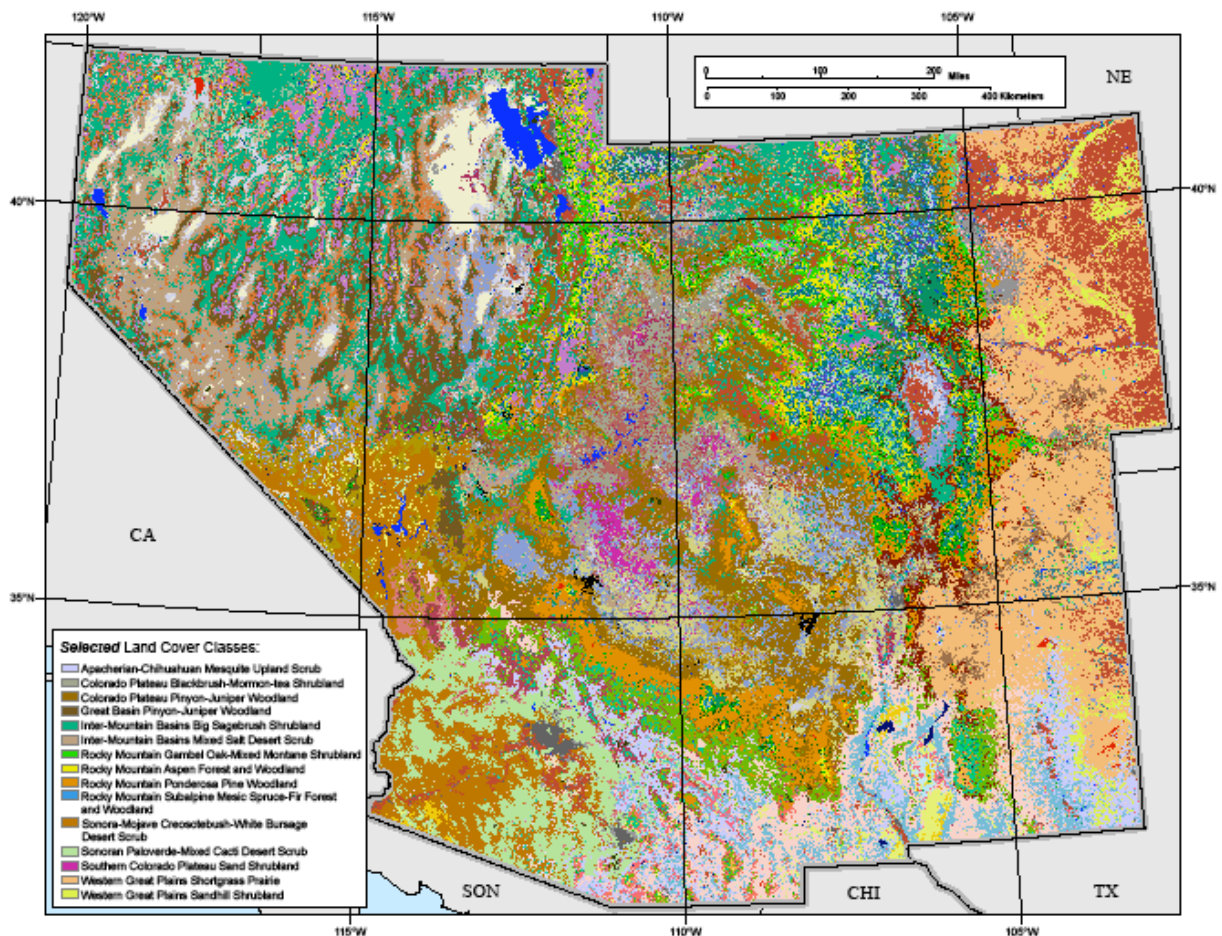 120°W 115°W 110°W 105°W
0 100 200 Miles
0 100 200 300 400 Kilometers
NE
40°N 40°N
CA
35°N 35°N
Selected Land Cover Classes:
Apacherian-Chihuahuan Mesquite Upland Scrub
Colorado Plateau Blackbrush-Mormon-tea Shrubland
Colorado Plateau Pinyon-Juniper Woodland
Great Basin Pinyon-Juniper Woodland
Inter-Mountain Basins Big Sagebrush Shrubland
Inter-Mountain Basins Mixed Salt Desert Scrub
Rocky Mountain Gambel Oak-Mixed Montane Shrubland
Rocky Mountain Aspen Forest and Woodland
Rocky Mountain Ponderosa Pine Woodland
Rocky Mountain Subalpine Mesic Spruce-Fir Forest
and Woodland
Sonora-Mojave Creosotebush-White Bursage
Desert Scrub
Sonoran Paloverde-Mixed Cacti Desert Scrub
Southern Colorado Plateau Sand Shrubland
Western Great Plains Shortgrass Prairie
Western Great Plains Sandhill Shrubland
SON CHI TX
115°W 110°W 105°W